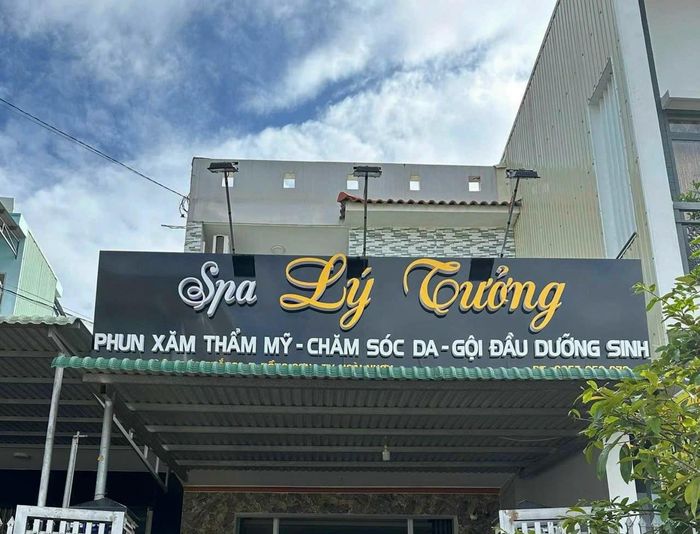 Spa Lý Tưởng
PHUN XĂM THẨM MỸ - CHĂM SÓC DA - GỘI ĐẦU DƯỠNG SINH